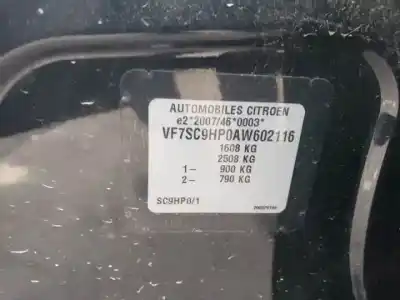 AUTOMOBILES CITROEN
e2*2007/46*0003*
VF7SC9HP0AW602116
1608 KG
2508 KG
1- 900 KG
2- 790 KG
SC9HP0/1